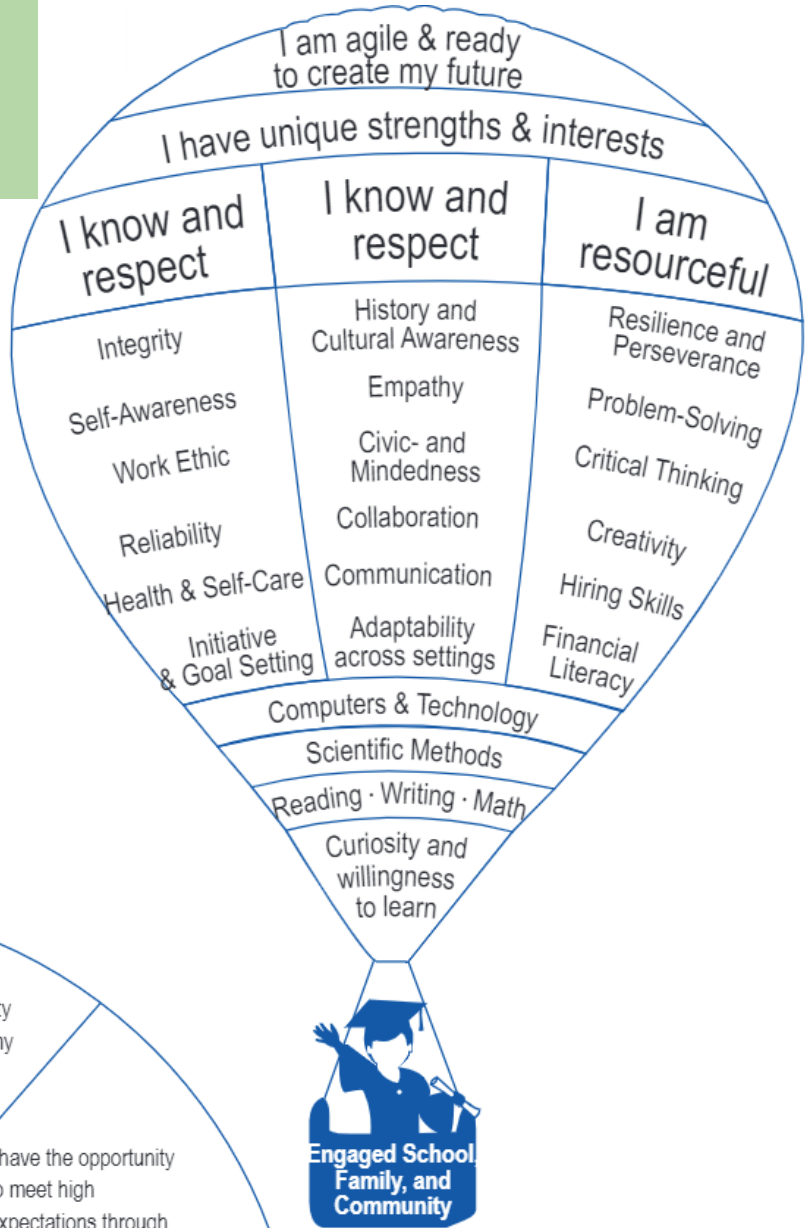 I am agile & ready
to create my future
I have unique strengths & interests
I know and
respect
Integrity
Self-Awareness
Work Ethic
Reliability
Health & Self-Care
Initiative
& Goal Setting
I know and
respect
History and
Cultural Awareness
Empathy
Civic- and
Mindedness
Collaboration
Communication
Adaptability
across settings
I am
resourceful
Resilience and
Perseverance
Problem-Solving
Critical Thinking
Creativity
Hiring Skills
Financial
Literacy
Computers & Technology
Scientific Methods
Reading · Writing · Math
Curiosity and
willingness
to learn
Engaged School,
Family, and
Community
have the opportunity
meet high
through